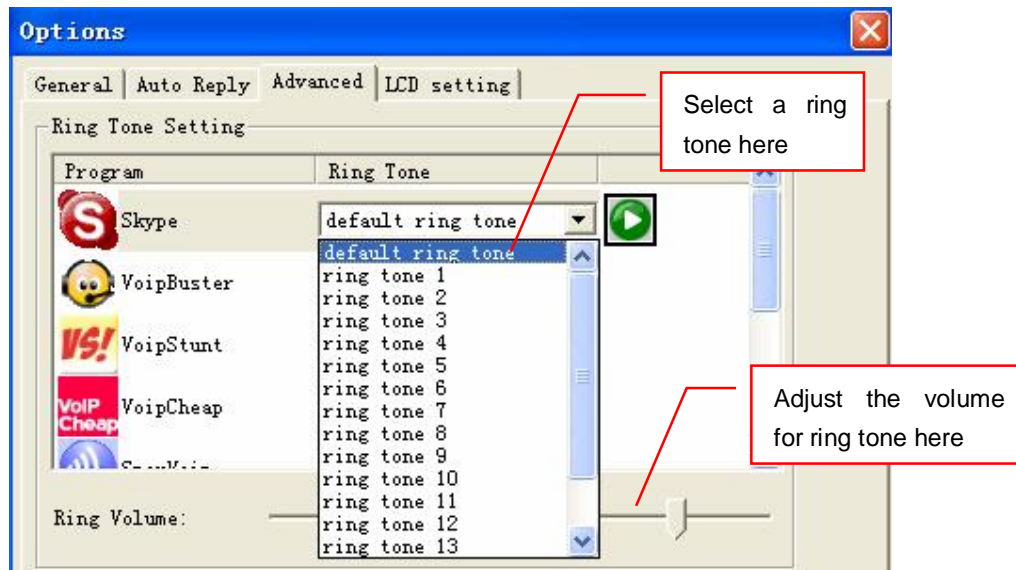 Options
General Auto Reply Advanced LCD setting
Select a ring
tone here
Ring Tone Setting
Program Ring Tone
S Skype default ring tone
default ring tone
VoipBuster
ring tone 1
ring tone 2
ring tone 3
VS! VoipStunt
ring tone 4
ring tone 5
ring tone 6
VoIP Cheap VoipCheap
ring tone 7
ring tone 8
ring tone 9
ring tone 10
ring tone 11
ring tone 12
ring tone 13
Adjust the volume
for ring tone here
Ring Volume: